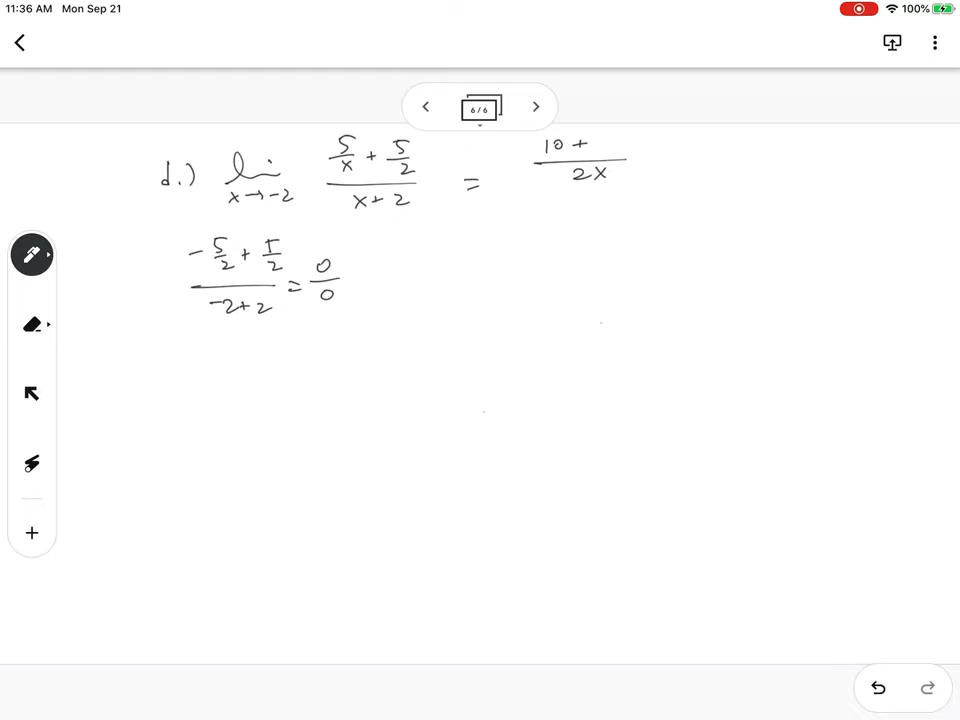 11:36 AM Mon Sep 21 100%
6/6
d.) lim x→-2 (5/x + 5/2)/(x+2) = (10+)/(2x)
(-5/2 + 5/2)/(-2+2) = 0/0